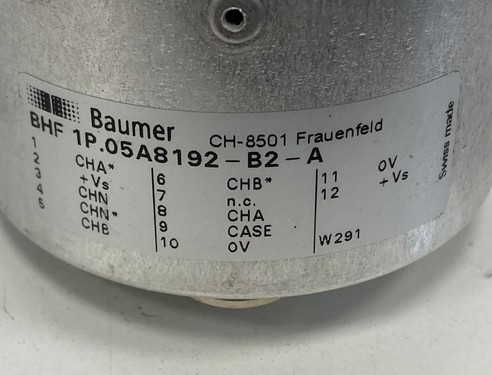 Baumer CH-8501 Frauenfeld
BHF 1P.05A8192-B2-A
1 CHA* 6 CHB* 11 0V
2 +Vs 7 n.c. 12 +Vs
3 CHN 8 CHA
4 CHN* 9 CASE
5 CHB 10 0V W291
Swiss made